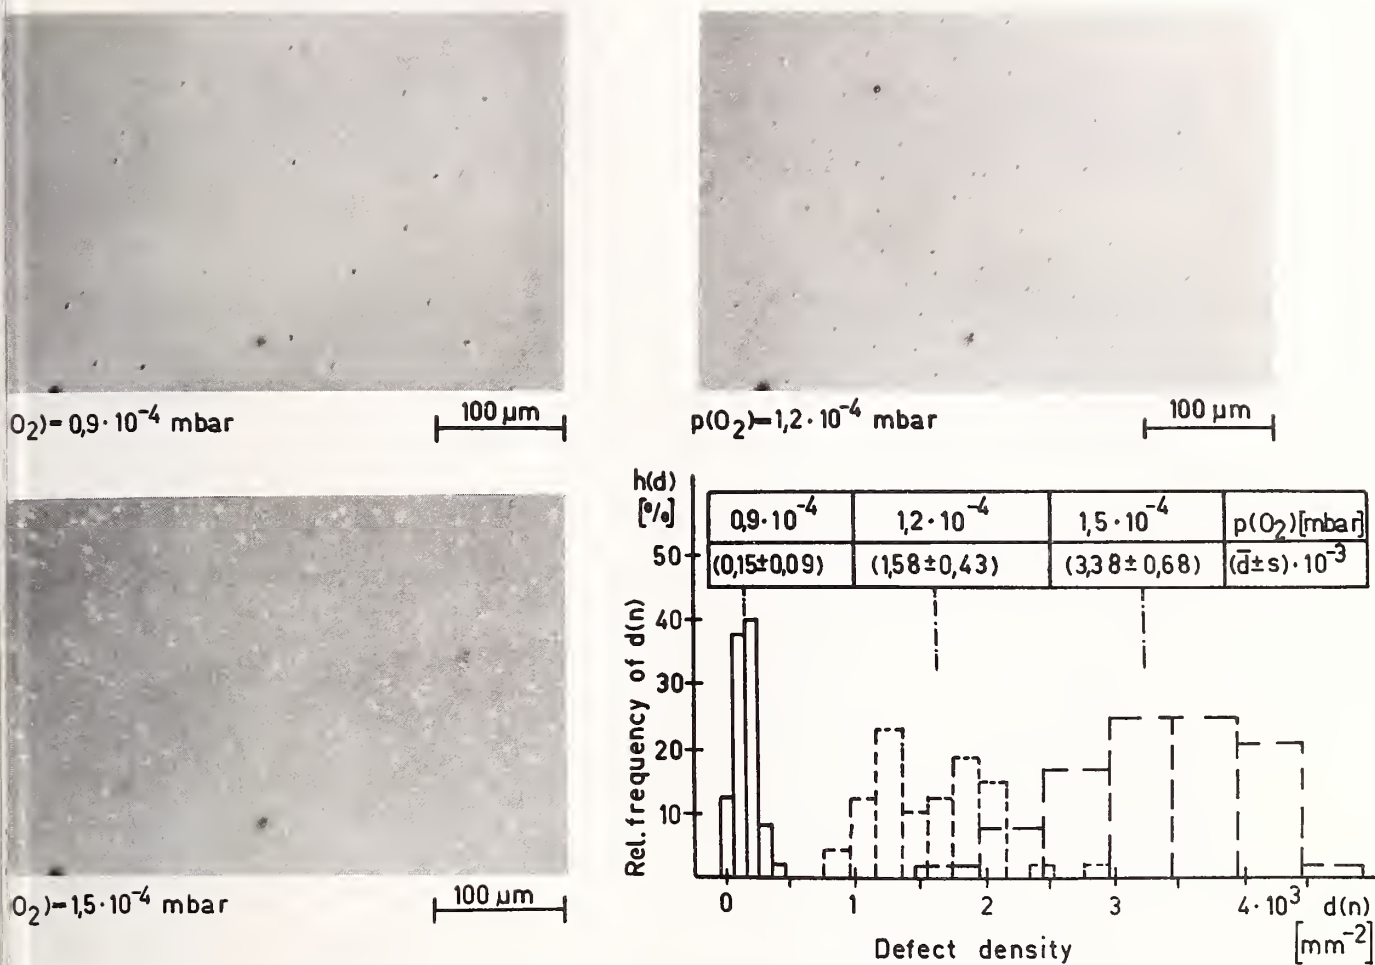 O₂)=0,9·10⁻⁴ mbar
100 µm
p(O₂)=1,2·10⁻⁴ mbar
100 µm
O₂)=1,5·10⁻⁴ mbar
100 µm
h(d)
[%]
0,9·10⁻⁴ 1,2·10⁻⁴ 1,5·10⁻⁴ p(O₂)[mbar]
(0,15±0,09) (1,58±0,43) (3,38±0,68) (d̅±s)·10⁻³
50
40
30
20
10
Rel. frequency of d(n)
0 1 2 3 4·10³ d(n)
[mm⁻²]
Defect density